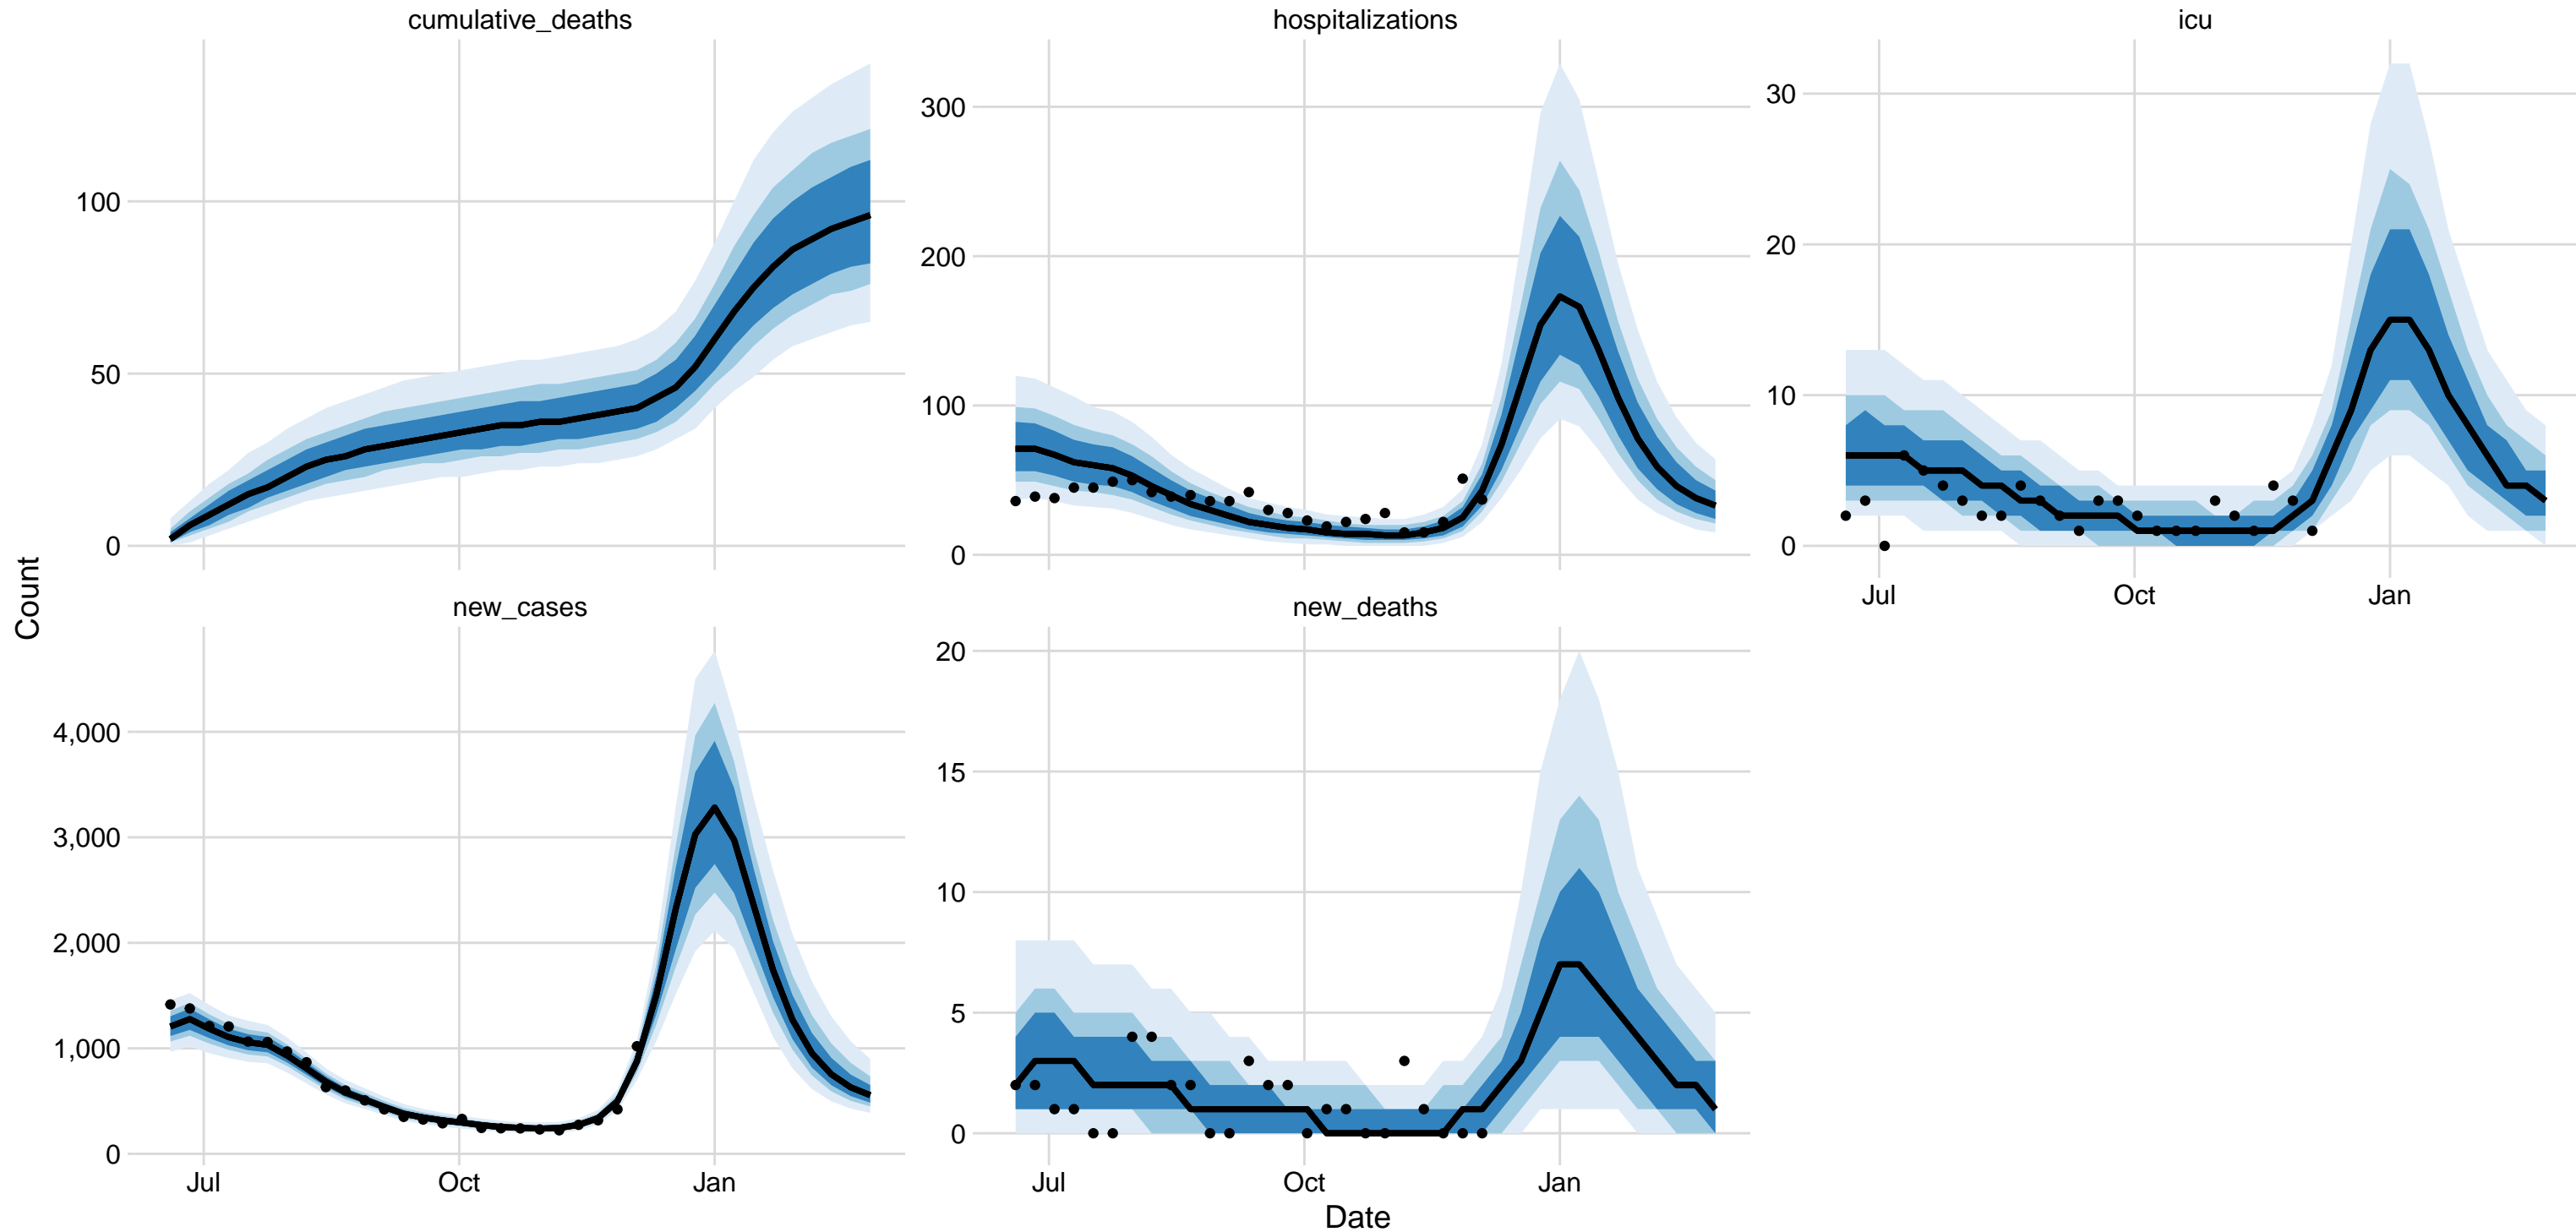 cumulative_deaths
hospitalizations
icu
100
50
0
300
200
100
0
30
20
10
0
Jul
Oct
Jan
Count
new_cases
new_deaths
4,000
3,000
2,000
1,000
0
20
15
10
5
0
Jul
Oct
Jan
Jul
Oct
Jan
Date